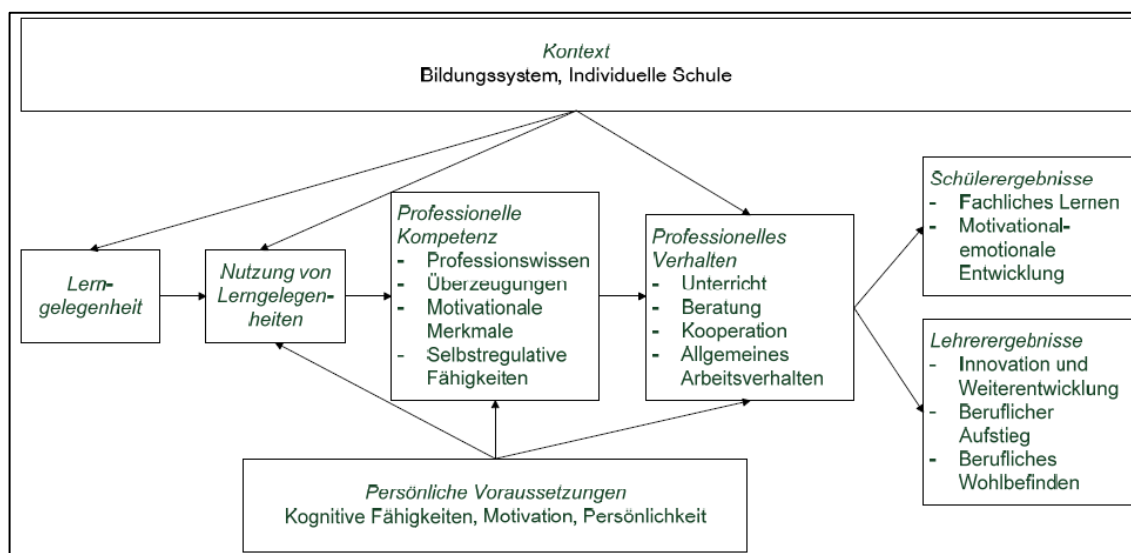 Kontext
Bildungssystem, Individuelle Schule
Lern-
gelegenheit
Nutzung von
Lerngelegen-
heiten
Professionelle
Kompetenz
- Professionswissen
- Überzeugungen
- Motivationale
Merkmale
- Selbstregulative
Fähigkeiten
Professionelles
Verhalten
- Unterricht
- Beratung
- Kooperation
- Allgemeines
Arbeitsverhalten
Schülerergebnisse
- Fachliches Lernen
- Motivational-
emotionale
Entwicklung
Lehrerergebnisse
- Innovation und
Weiterentwicklung
- Beruflicher
Aufstieg
- Berufliches
Wohlbefinden
Persönliche Voraussetzungen
Kognitive Fähigkeiten, Motivation, Persönlichkeit